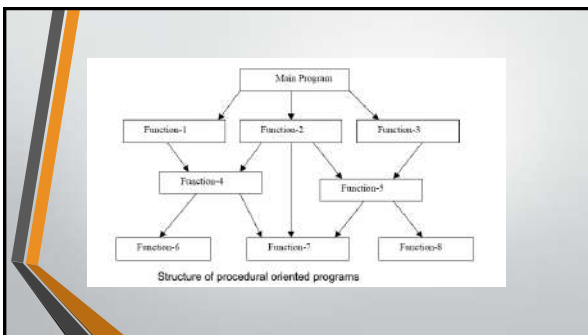 Main Program
Function-1 Function-2 Function-3
Function-4 Function-5
Function-6 Function-7 Function-8
Structure of procedural oriented programs